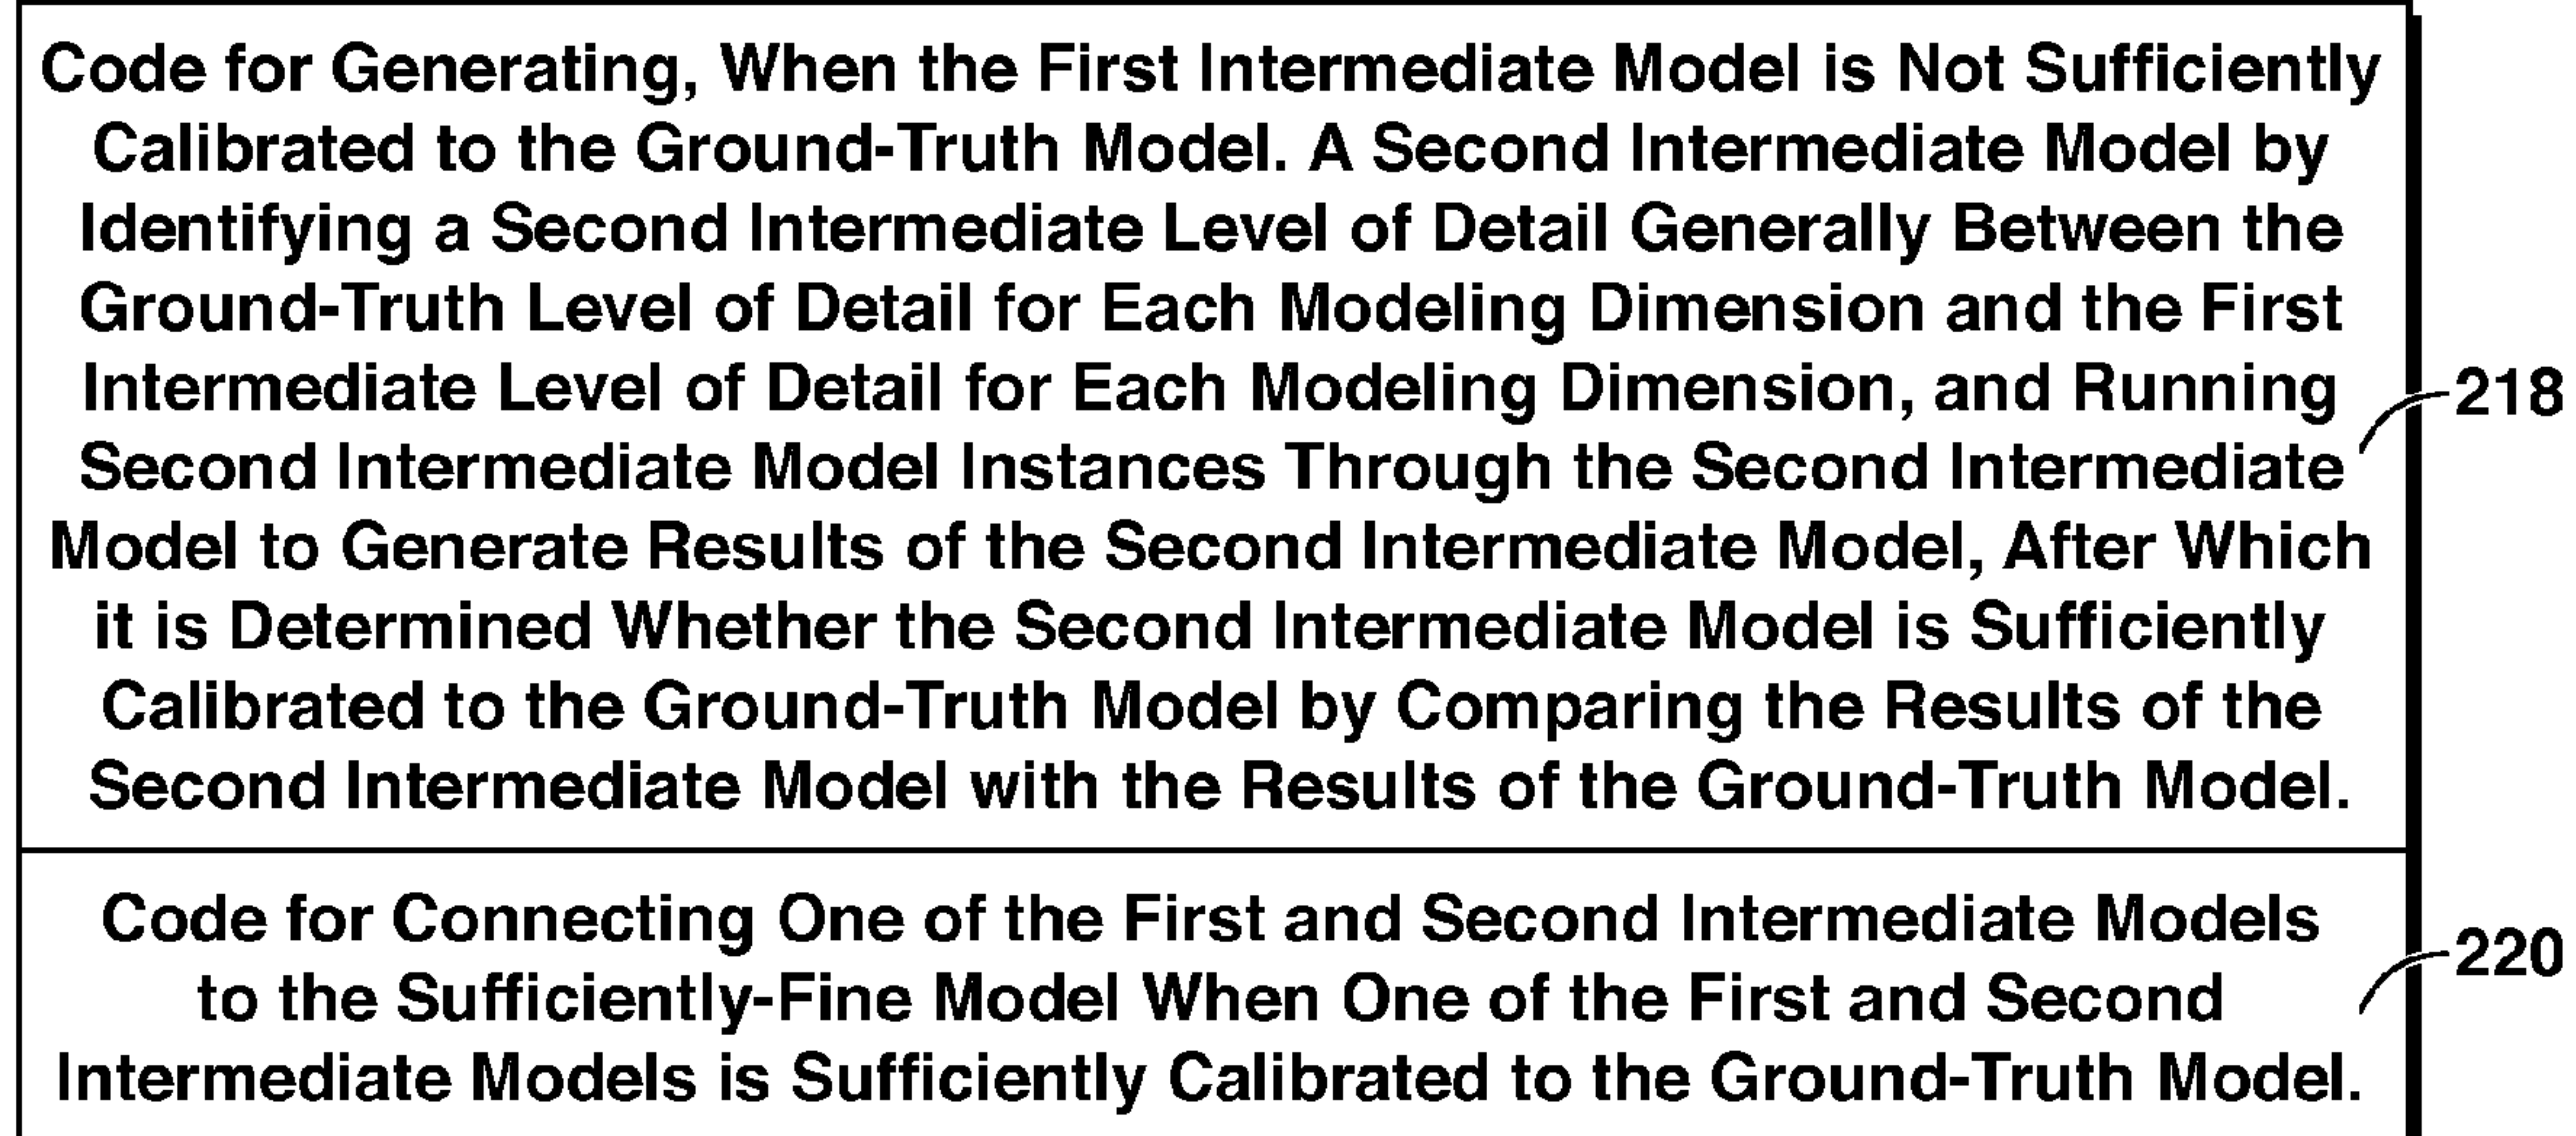 Code for Generating, When the First Intermediate Model is Not Sufficiently
Calibrated to the Ground-Truth Model. A Second Intermediate Model by
Identifying a Second Intermediate Level of Detail Generally Between the
Ground-Truth Level of Detail for Each Modeling Dimension and the First
Intermediate Level of Detail for Each Modeling Dimension, and Running
Second Intermediate Model Instances Through the Second Intermediate
Model to Generate Results of the Second Intermediate Model, After Which
it is Determined Whether the Second Intermediate Model is Sufficiently
Calibrated to the Ground-Truth Model by Comparing the Results of the
Second Intermediate Model with the Results of the Ground-Truth Model.
218
Code for Connecting One of the First and Second Intermediate Models
to the Sufficiently-Fine Model When One of the First and Second
Intermediate Models is Sufficiently Calibrated to the Ground-Truth Model.
220